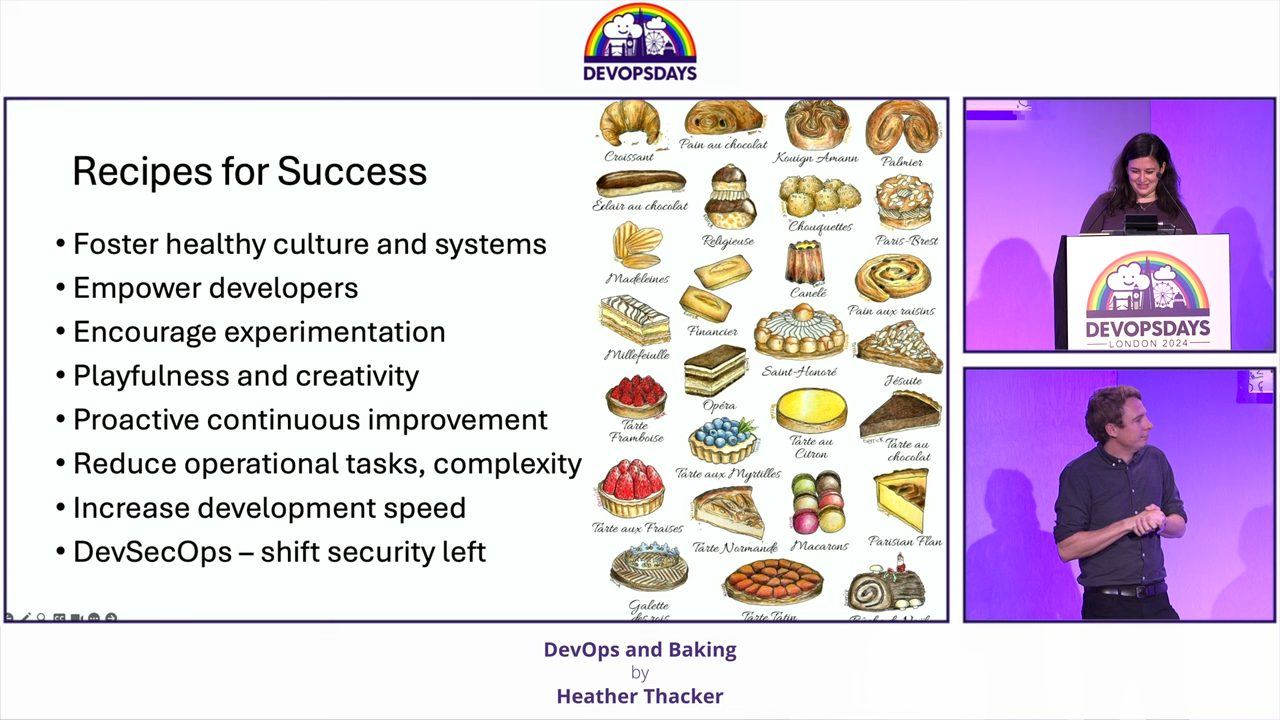 DEVOPSDAYS
Recipes for Success
• Foster healthy culture and systems
• Empower developers
• Encourage experimentation
• Playfulness and creativity
• Proactive continuous improvement
• Reduce operational tasks, complexity
• Increase development speed
• DevSecOps – shift security left
Croissant
Pain au chocolat
Kouign Amann
Palmier
Éclair au chocolat
Religieuse
Chouquettes
Paris-Brest
Madeleines
Financier
Canelé
Pain aux raisins
Millefeuille
Opéra
Saint-Honoré
Jésuite
Tarte
Framboise
Tarte aux Myrtilles
Tarte au
Citron
Tarte au
chocolat
Tarte aux Fraises
Tarte Normande
Macarons
Parisian Flan
Galette
des rois
Tarte Tatin
DEVOPSDAYS
LONDON 2024
DevOps and Baking
by
Heather Thacker